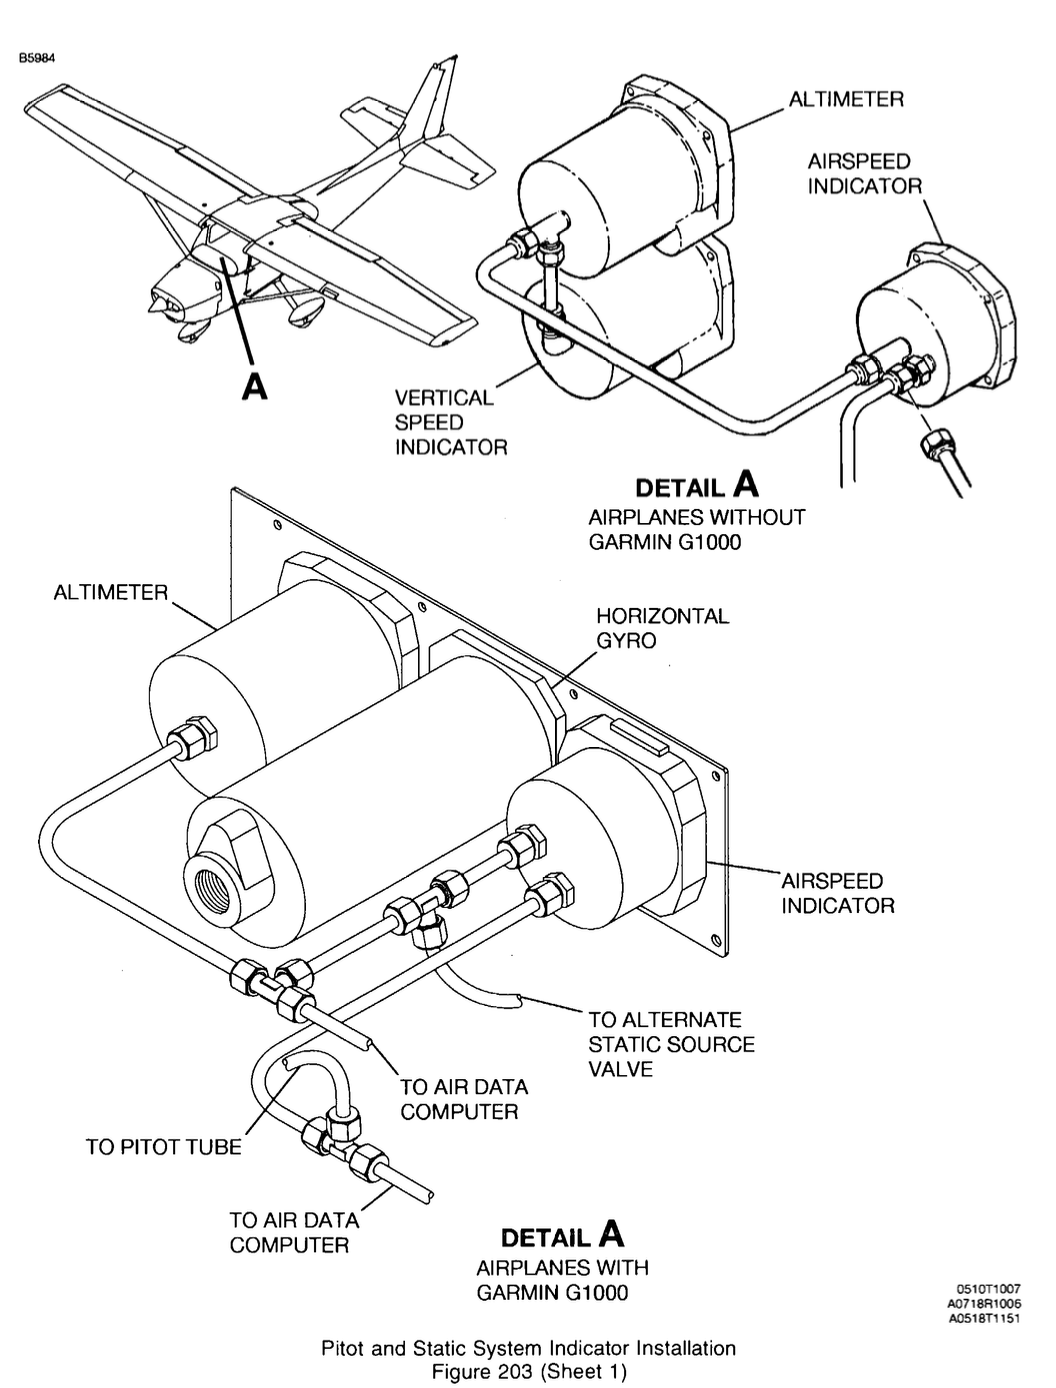 B5984
ALTIMETER
AIRSPEED
INDICATOR
A
VERTICAL
SPEED
INDICATOR
DETAIL A
AIRPLANES WITHOUT
GARMIN G1000
ALTIMETER
HORIZONTAL
GYRO
AIRSPEED
INDICATOR
TO ALTERNATE
STATIC SOURCE
VALVE
TO AIR DATA
COMPUTER
TO PITOT TUBE
TO AIR DATA
COMPUTER
DETAIL A
AIRPLANES WITH
GARMIN G1000
0510T1007
A0718R1006
A0518T1151
Pitot and Static System Indicator Installation
Figure 203 (Sheet 1)